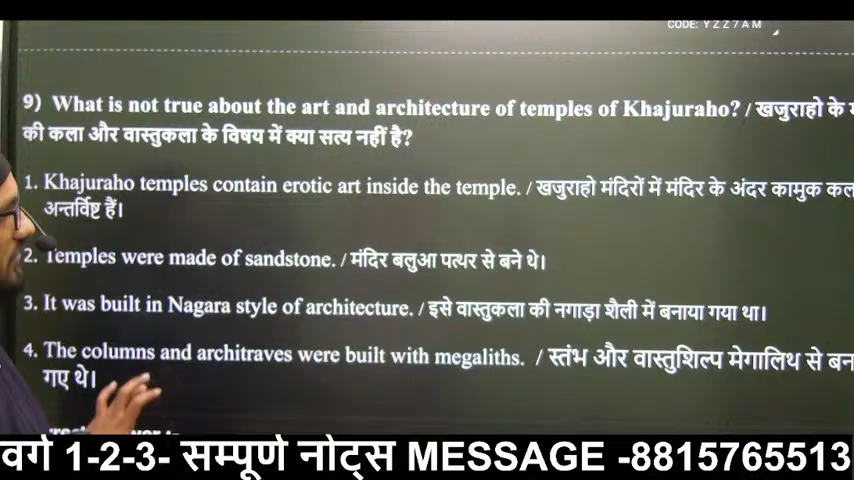 CODE: YZZ7AM
9) What is not true about the art and architecture of temples of Khajuraho? / खजुराहो के
की कला और वास्तुकला के विषय में क्या सत्य नहीं है?
1. Khajuraho temples contain erotic art inside the temple. / खजुराहो मंदिरों में मंदिर के अंदर कामुक
अन्तर्विष्ट हैं।
2. Temples were made of sandstone. / मंदिर बलुआ पत्थर से बने थे।
3. It was built in Nagara style of architecture. / इसे वास्तुकला की नगाड़ा शैली में बनाया गया था।
4. The columns and architraves were built with megaliths. / स्तंभ और वास्तुशिल्प मेगालिथ से
गए थे।
वर्ग 1-2-3- सम्पूर्ण नोट्स MESSAGE -8815765513